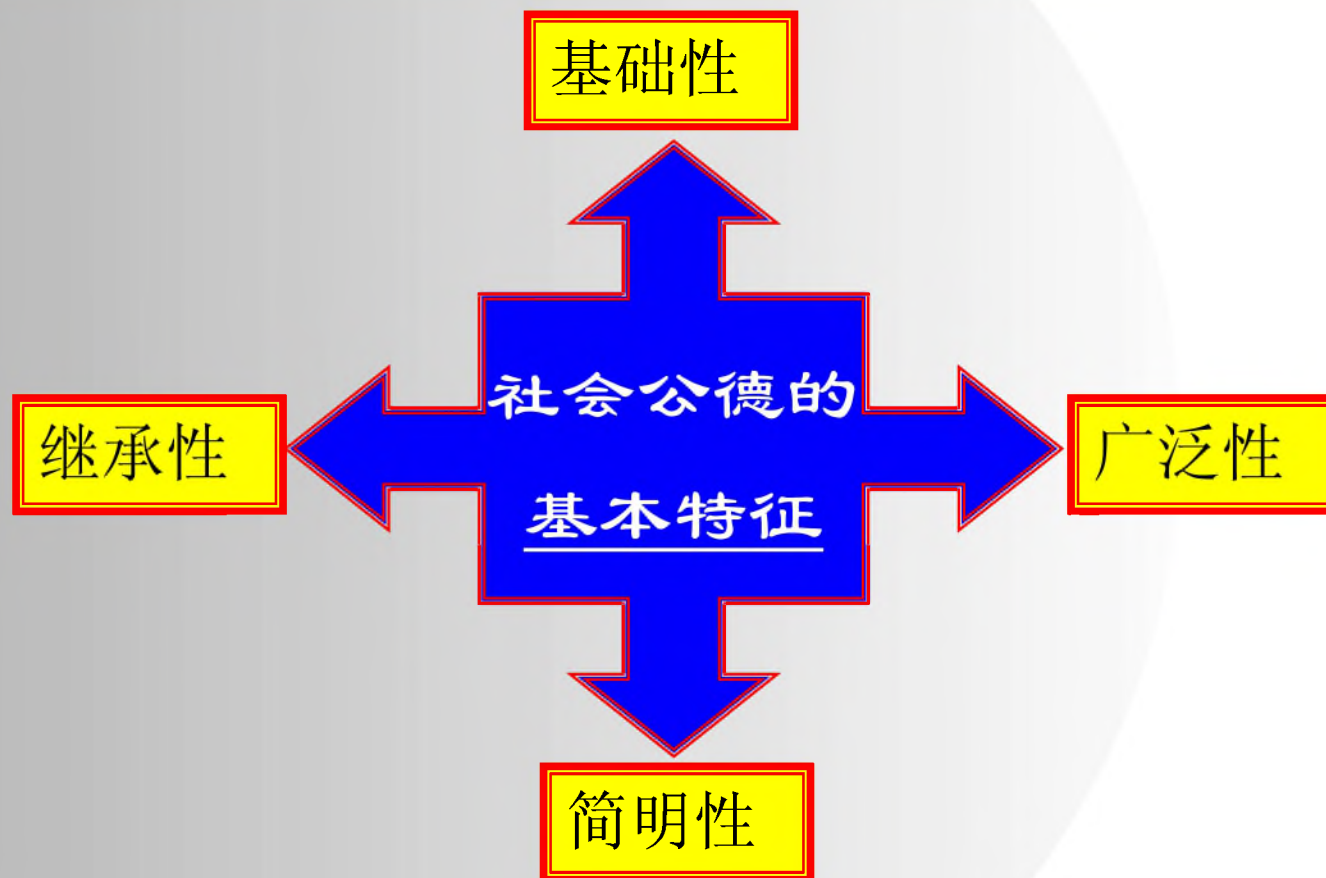 基础性
继承性
社会公德的
基本特征
广泛性
简明性